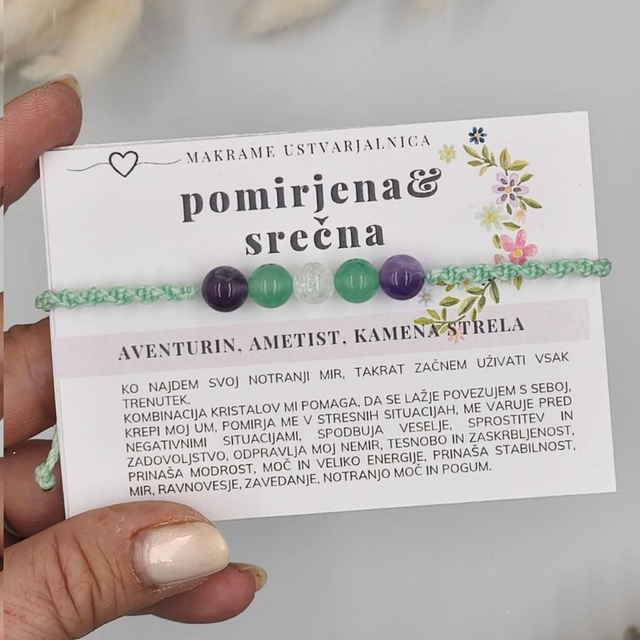 MAKRAME USTVARJALNICA
pomirjena&
srečna
AVENTURIN, AMETIST, KAMENA STRELA
KO NAJDEM SVOJ NOTRANJI MIR, TAKRAT ZAČNEM UŽIVATI VSAK
TRENUTEK.
KOMBINACIJA KRISTALOV MI POMAGA, DA SE LAŽJE POVEZUJEM S SEBOJ,
KREPI MOJ UM, POMIRJA ME V STRESNIH SITUACIJAH, ME VARUJE PRED
NEGATIVNIMI SITUACIJAMI, SPODBUJA VESELJE, SPROSTITEV IN
ZADOVOLJSTVO, ODPRAVLJA MOJ NEMIR, TESNOBO IN ZASKRBLJENOST,
PRINAŠA MODROST, MOČ IN VELIKO ENERGIJE, PRINAŠA STABILNOST,
MIR, RAVNOVESJE, ZAVEDANJE, NOTRANJO MOČ IN POGUM.